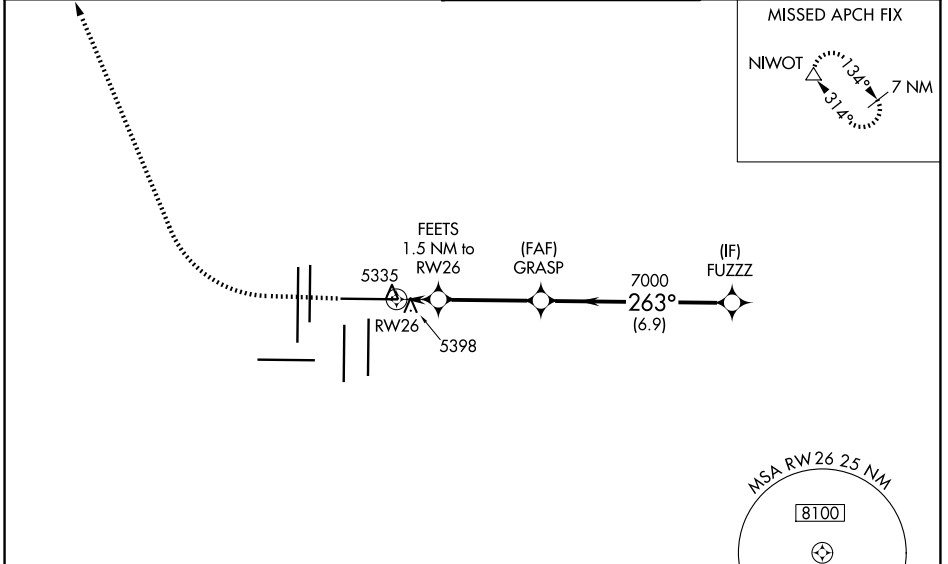 MISSED APCH FIX
NIWOT
134°
7 NM
314°
FEETS
1.5 NM to
RW26
(FAF)
GRASP
(IF)
FUZZZ
5335
7000
263°
(6.9)
RW26
5398
MSA RW26 25 NM
8100